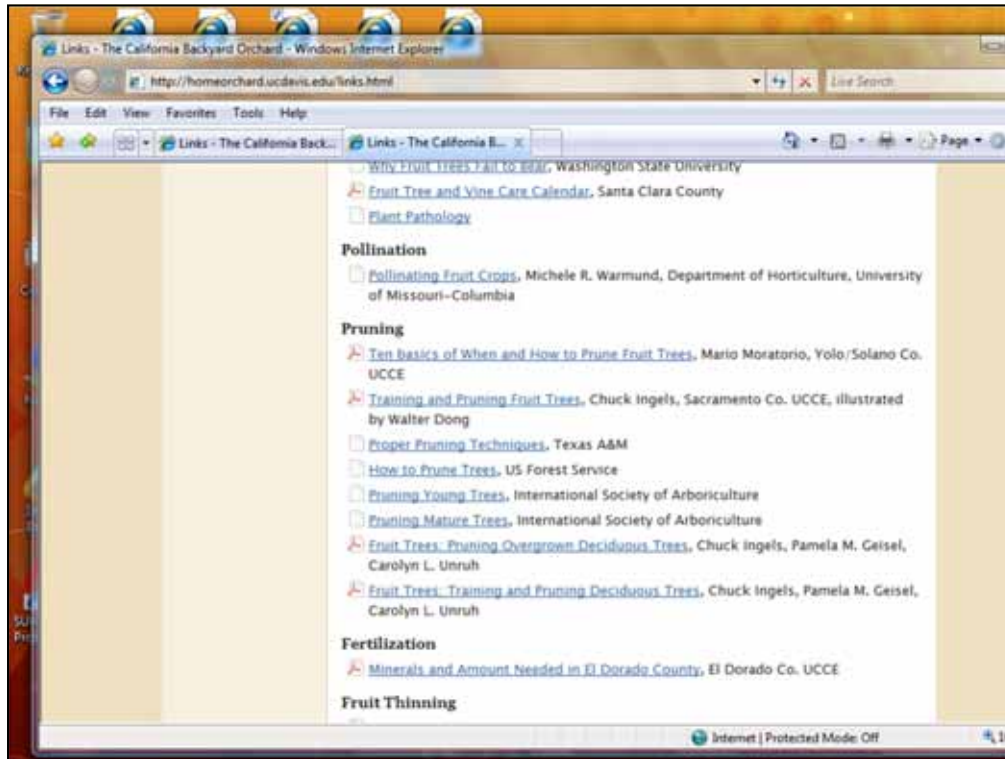 Links - The California Backyard Orchard - Windows Internet Explorer
http://homeorchard.ucdavis.edu/links.html
Live Search
File Edit View Favorites Tools Help
Links - The California Back...
Links - The California B...
Page
Why Fruit Trees Fail to Bear, Washington State University
Fruit Tree and Vine Care Calendar, Santa Clara County
Plant Pathology
Pollination
Pollinating Fruit Crops, Michele R. Warmund, Department of Horticulture, University
of Missouri–Columbia
Pruning
Ten basics of When and How to Prune Fruit Trees, Mario Moratorio, Yolo/Solano Co.
UCCE
Training and Pruning Fruit Trees, Chuck Ingels, Sacramento Co. UCCE, illustrated
by Walter Dong
Proper Pruning Techniques, Texas A&M
How to Prune Trees, US Forest Service
Pruning Young Trees, International Society of Arboriculture
Pruning Mature Trees, International Society of Arboriculture
Fruit Trees: Pruning Overgrown Deciduous Trees, Chuck Ingels, Pamela M. Geisel,
Carolyn L. Unruh
Fruit Trees: Training and Pruning Deciduous Trees, Chuck Ingels, Pamela M. Geisel,
Carolyn L. Unruh
Fertilization
Minerals and Amount Needed in El Dorado County, El Dorado Co. UCCE
Fruit Thinning
Internet | Protected Mode: Off